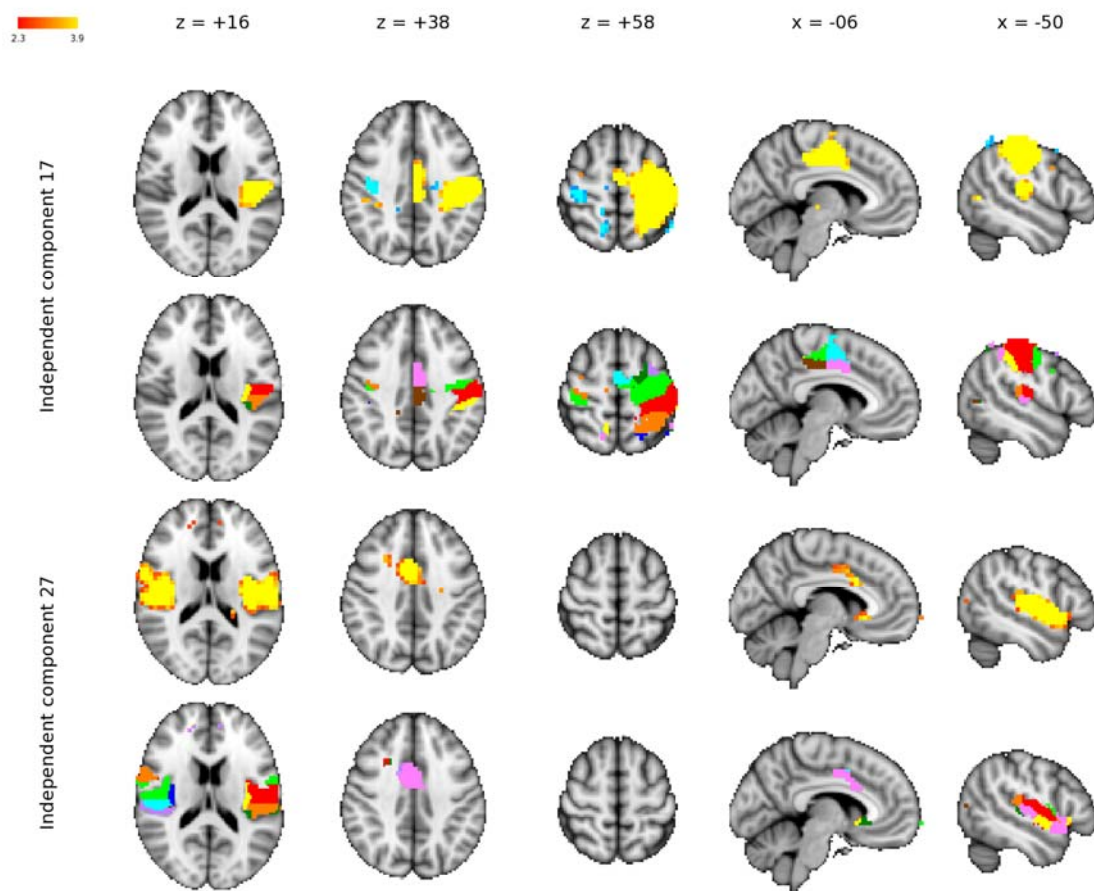 z = +16 z = +38 z = +58 x = -06 x = -50
2.3 3.9
Independent component 17
Independent component 27